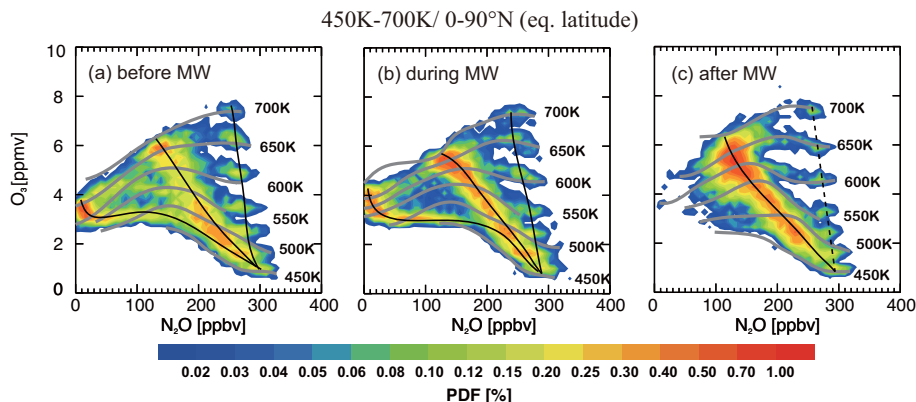 450K-700K/ 0-90°N (eq. latitude)
(a) before MW
(b) during MW
(c) after MW
O₃[ppmv]
10
8
6
4
2
0
700K
650K
600K
550K
500K
450K
700K
650K
600K
550K
500K
450K
700K
650K
600K
550K
500K
450K
0 100 200 300 400
0 100 200 300 400
0 100 200 300 400
N₂O [ppbv]
N₂O [ppbv]
N₂O [ppbv]
0.02 0.03 0.04 0.05 0.06 0.08 0.10 0.12 0.15 0.20 0.25 0.30 0.40 0.50 0.70 1.00
PDF [%]